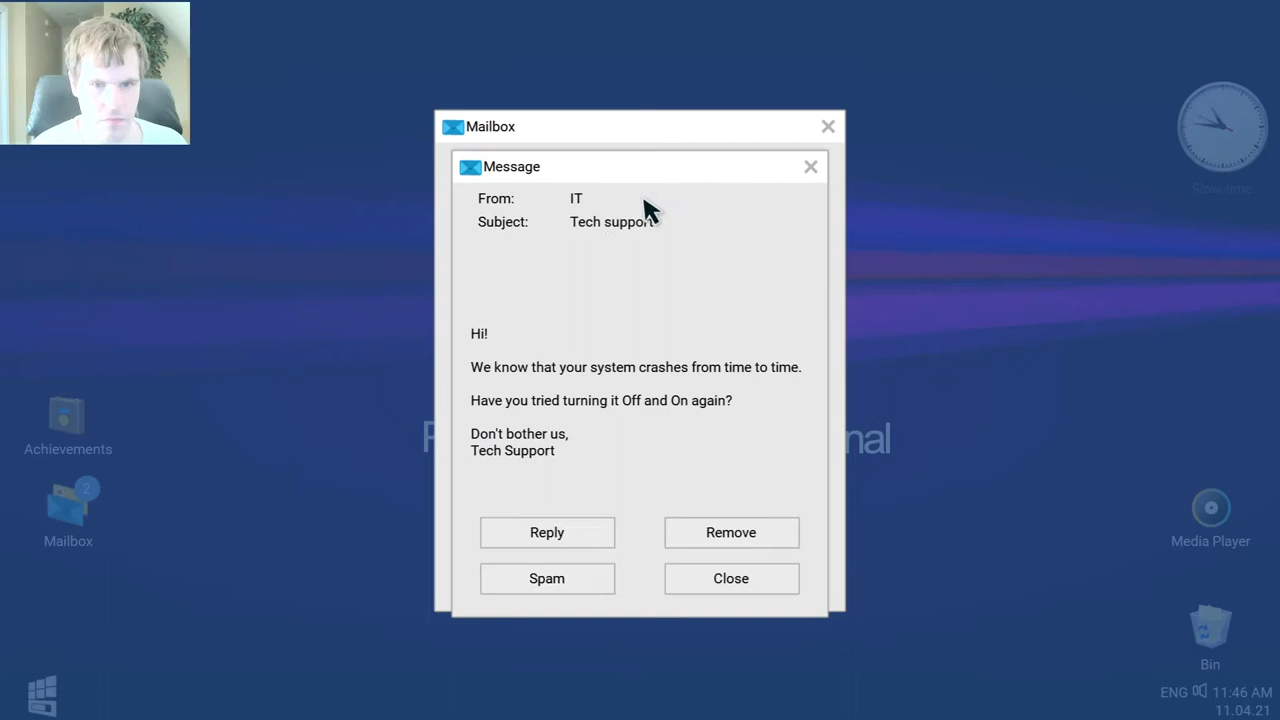 Mailbox
Message
From: IT
Subject: Tech support
Slow time
Hi!
We know that your system crashes from time to time.
Have you tried turning it Off and On again?
Don't bother us,
Tech Support
nal
Achievements
2
Mailbox
Media Player
Reply
Remove
Spam
Close
Bin
ENG 11:46 AM
11.04.21